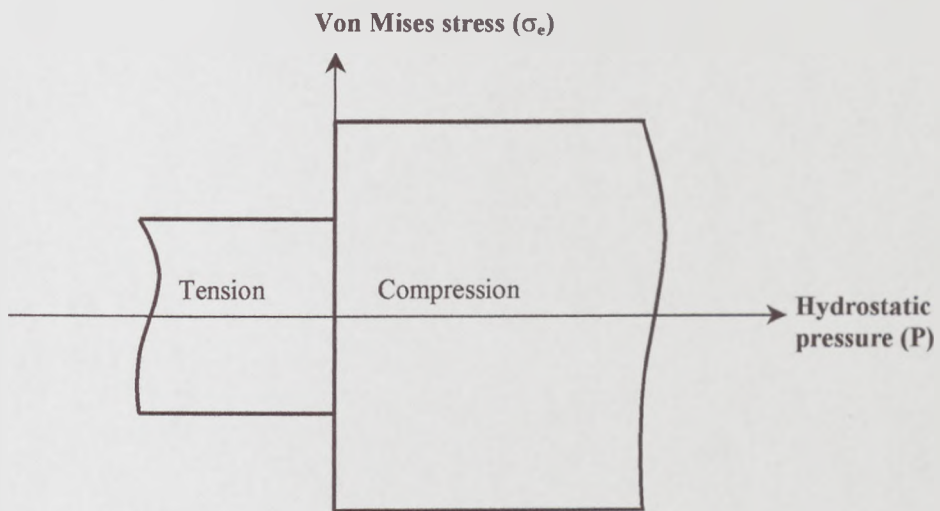 Von Mises stress (σe)
Tension
Compression
Hydrostatic
pressure (P)